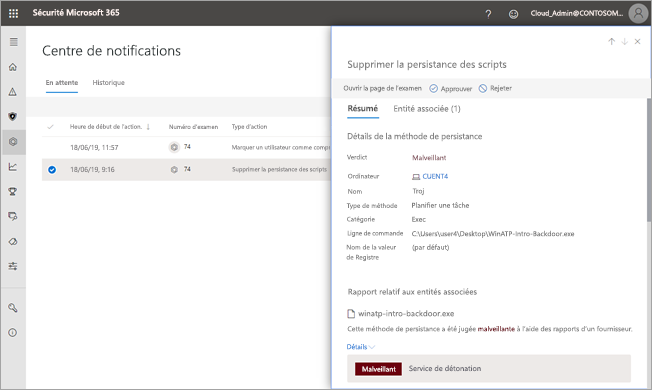 Sécurité Microsoft 365
?
Cloud_Admin@CONTOSOM...
Centre de notifications
En attente Historique
Heure de début de l'action. ↓ Numéro d'examen Type d'action
18/06/19, 11:57 74 Marquer un utilisateur comme comp
18/06/19, 9:16 74 Supprimer la persistance des scripts
Supprimer la persistance des scripts
Ouvrir la page de l'examen Approuver Rejeter
Résumé Entité associée (1)
Détails de la méthode de persistance
Verdict Malveillant
Ordinateur CUENT4
Nom Troj
Type de méthode Planifier une tâche
Catégorie Exec
Ligne de commande C:\Users\user4\Desktop\WinATP-Intro-Backdoor.exe
Nom de la valeur (par défaut)
de Registre
Rapport relatif aux entités associées
winatp-intro-backdoor.exe
Cette méthode de persistance a été jugée malveillante à l'aide des rapports d'un fournisseur.
Détails
Malveillant Service de détonation